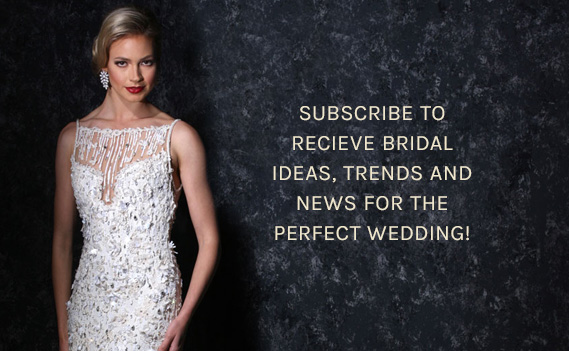 SUBSCRIBE TO
RECIEVE BRIDAL
IDEAS, TRENDS AND
NEWS FOR THE
PERFECT WEDDING!